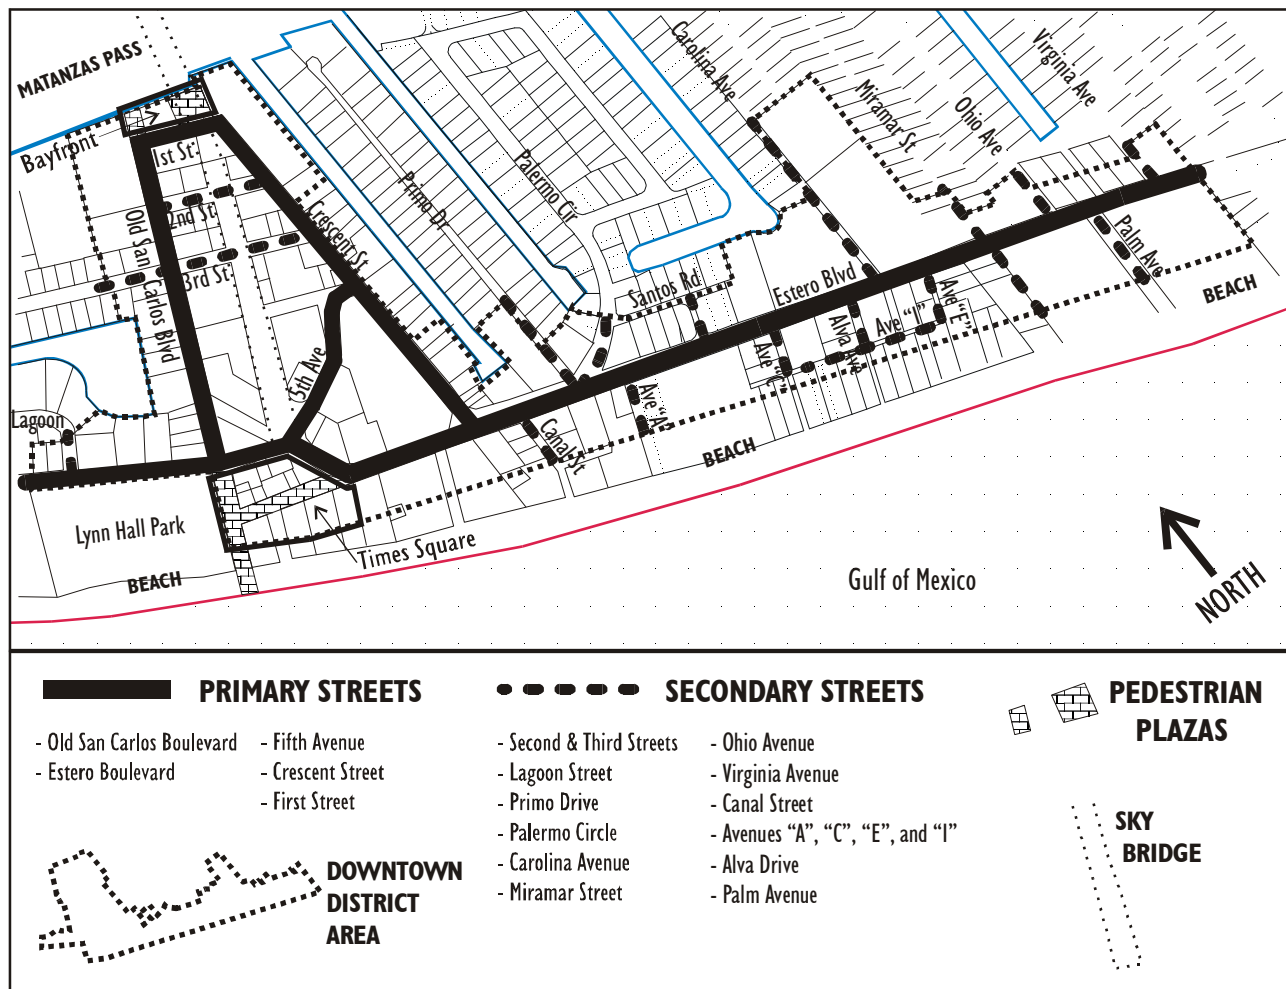 MATANZAS PASS
Bayfront
1st St.
2nd St.
3rd St.
Old San Carlos Blvd
Crescent St.
5th Ave
Primo Dr
Palermo Cir
Carolina Ave
Miramar St
Ohio Ave
Virginia Ave
Santos Rd
Estero Blvd
Palm Ave
Ave "E"
Ave "I"
Alva Ave
Ave "C"
Ave "A"
Canal St
Lagoon
Lynn Hall Park
Times Square
BEACH
BEACH
BEACH
Gulf of Mexico
NORTH
PRIMARY STREETS
- Old San Carlos Boulevard
- Estero Boulevard
- Fifth Avenue
- Crescent Street
- First Street
DOWNTOWN
DISTRICT
AREA
SECONDARY STREETS
- Second & Third Streets
- Lagoon Street
- Primo Drive
- Palermo Circle
- Carolina Avenue
- Miramar Street
- Ohio Avenue
- Virginia Avenue
- Canal Street
- Avenues "A", "C", "E", and "I"
- Alva Drive
- Palm Avenue
PEDESTRIAN
PLAZAS
SKY
BRIDGE